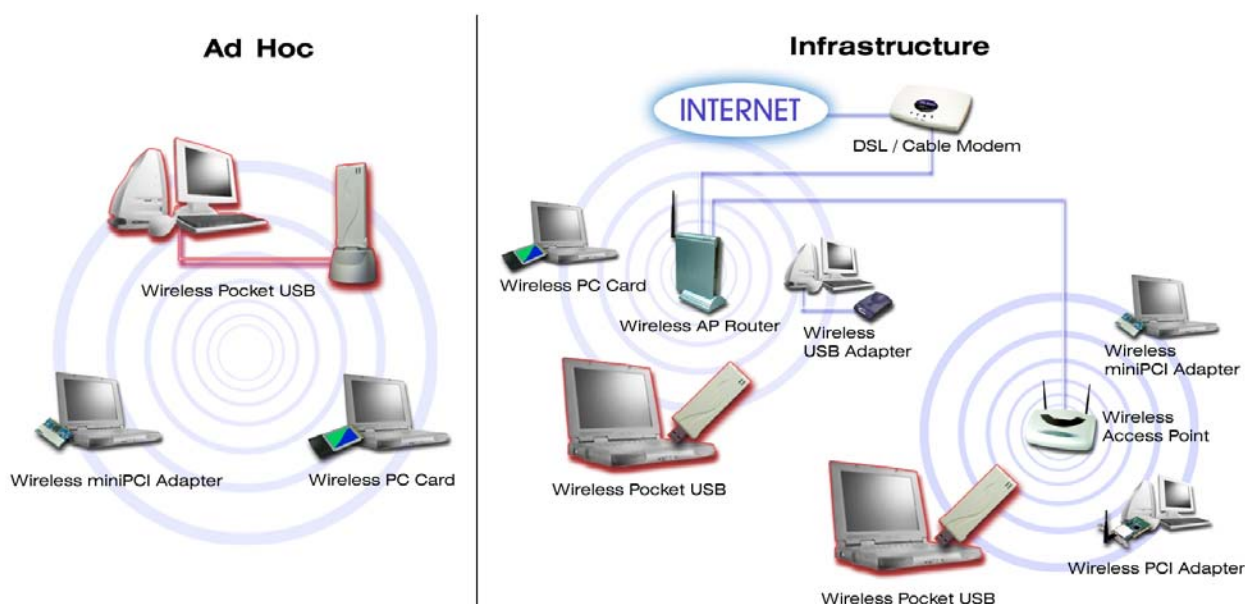 Ad Hoc
Wireless Pocket USB
Wireless miniPCI Adapter
Wireless PC Card
Infrastructure
INTERNET
DSL / Cable Modem
Wireless PC Card
Wireless AP Router
Wireless
USB Adapter
Wireless
miniPCI Adapter
Wireless
Access Point
Wireless Pocket USB
Wireless PCI Adapter
Wireless Pocket USB